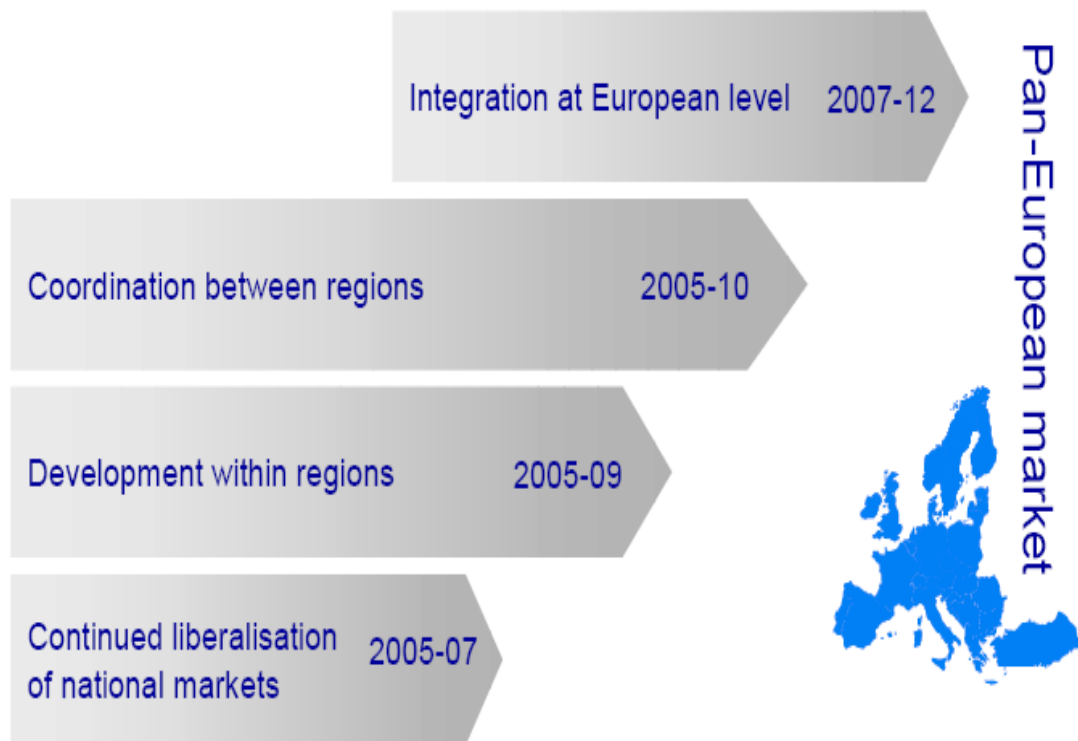 Integration at European level 2007-12
Coordination between regions 2005-10
Development within regions 2005-09
Continued liberalisation
of national markets 2005-07
Pan-European market